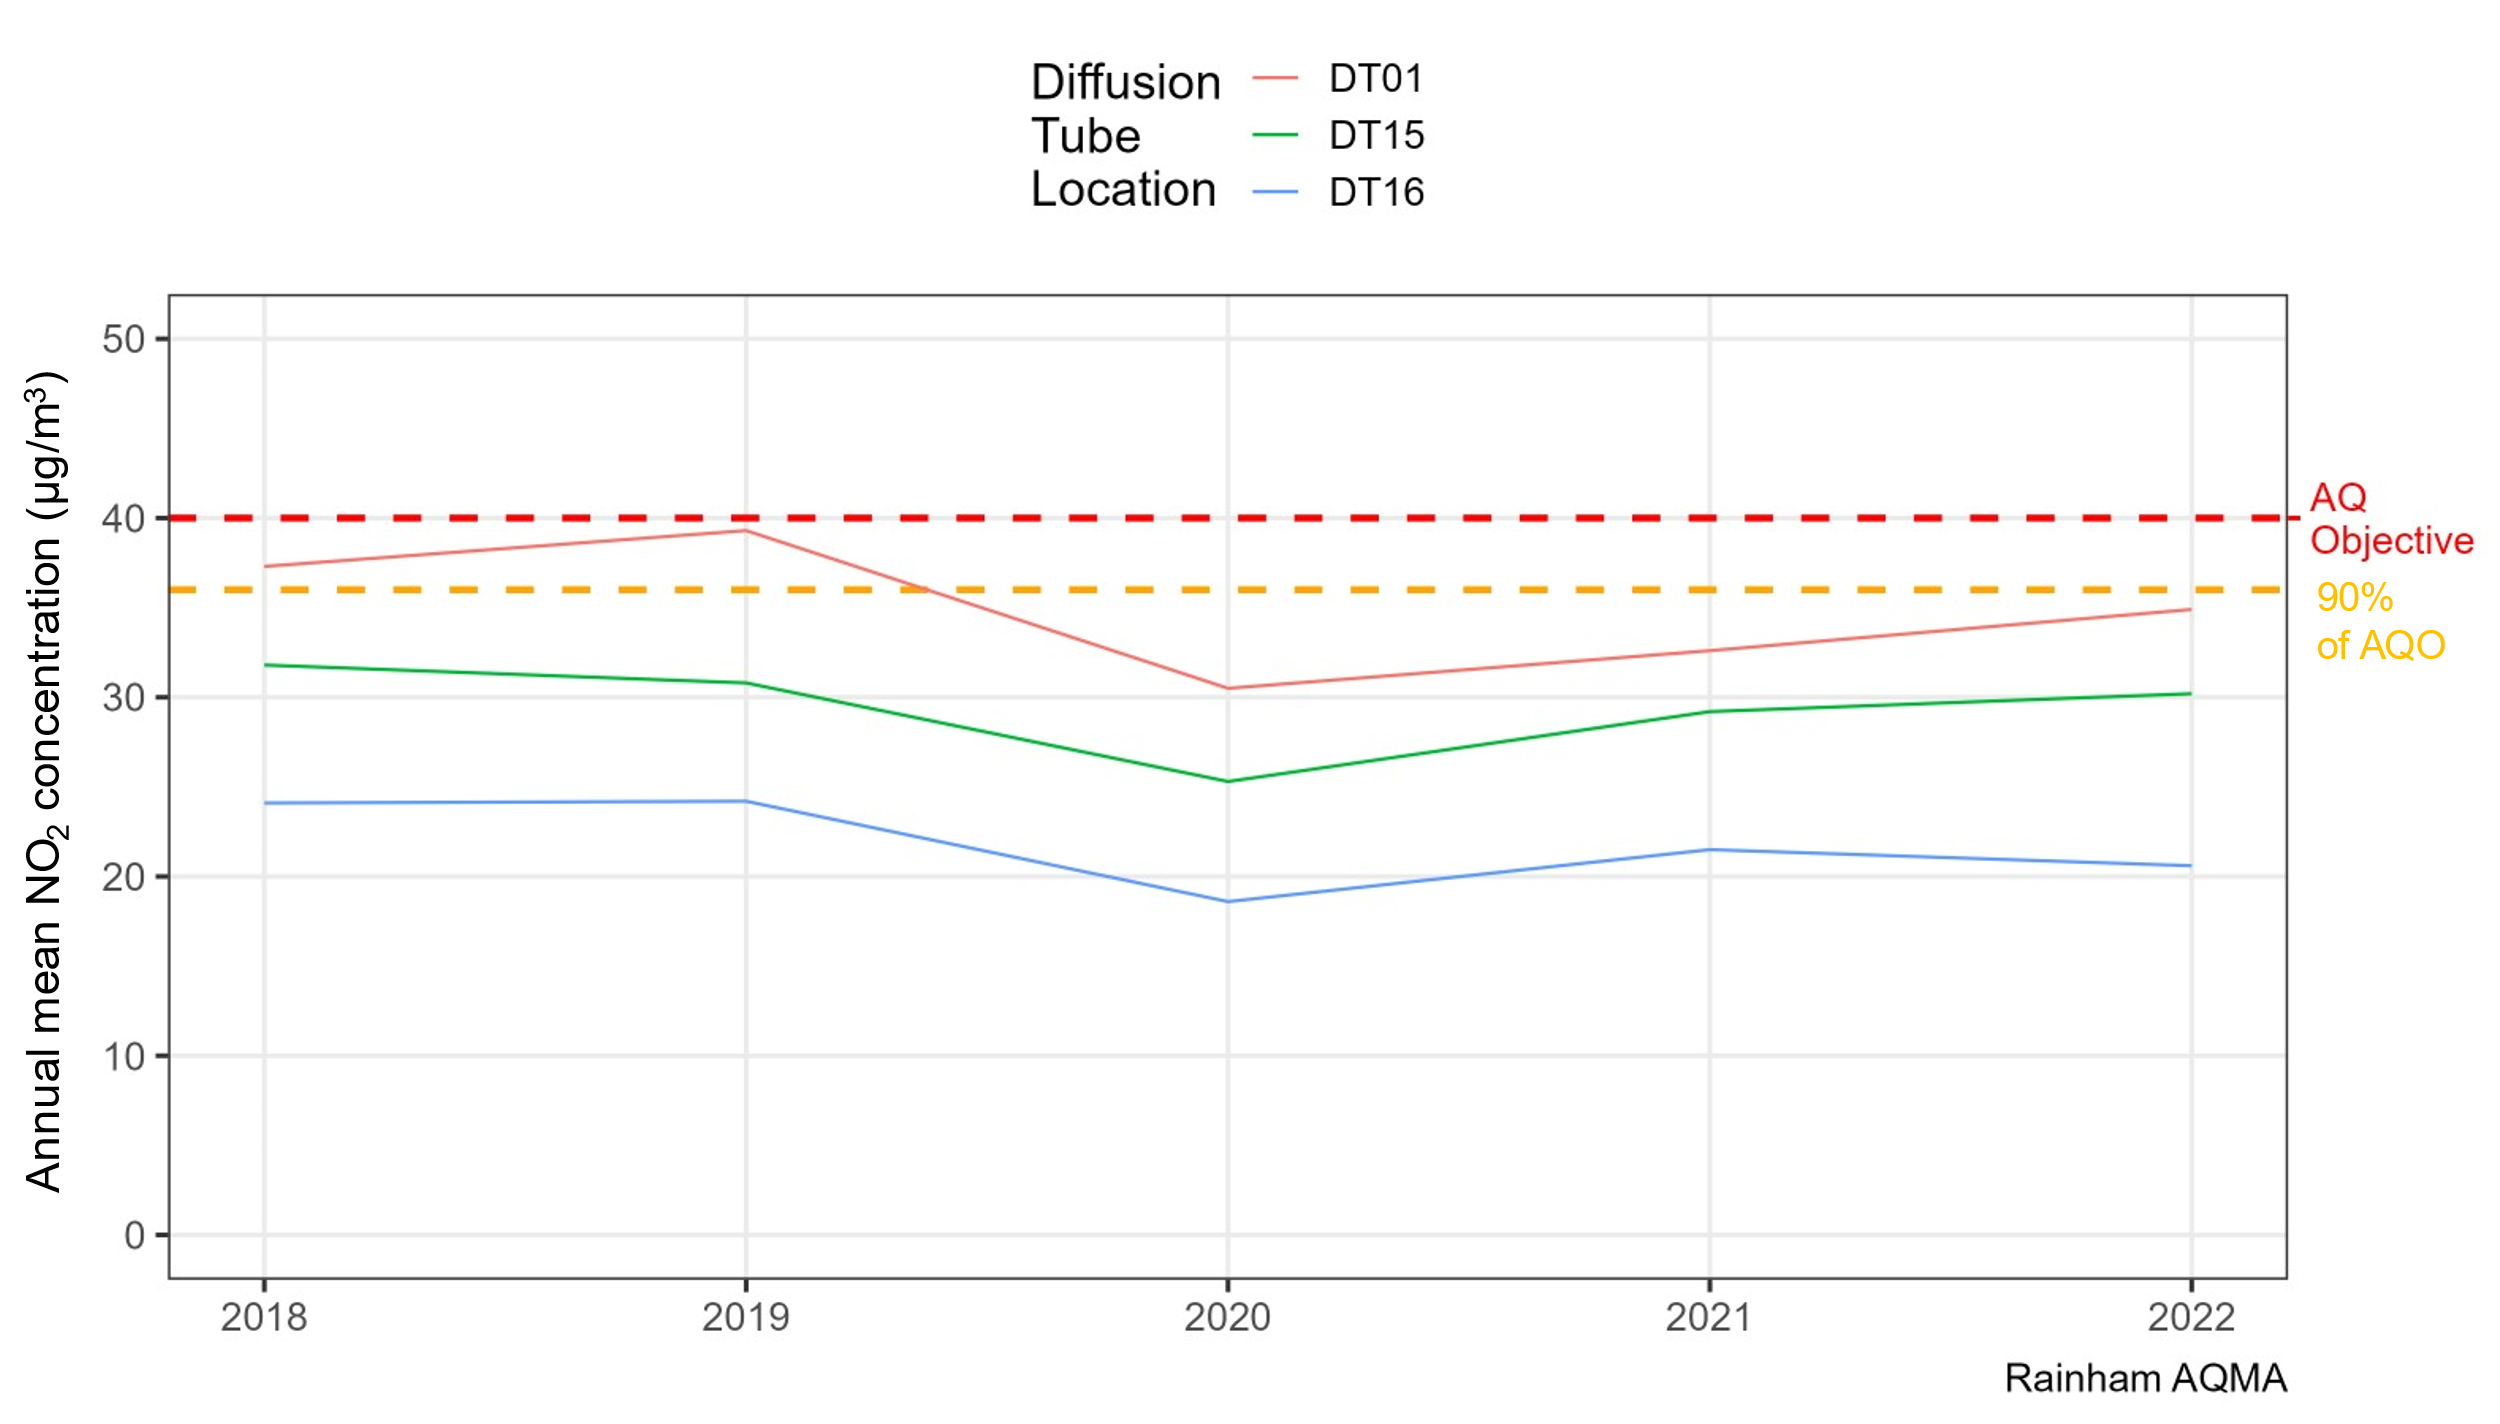 Diffusion
Tube
Location
DT01
DT15
DT16
Annual mean NO₂ concentration (µg/m³)
50
40
30
20
10
0
AQ
Objective
90%
of AQO
2018 2019 2020 2021 2022
Rainham AQMA